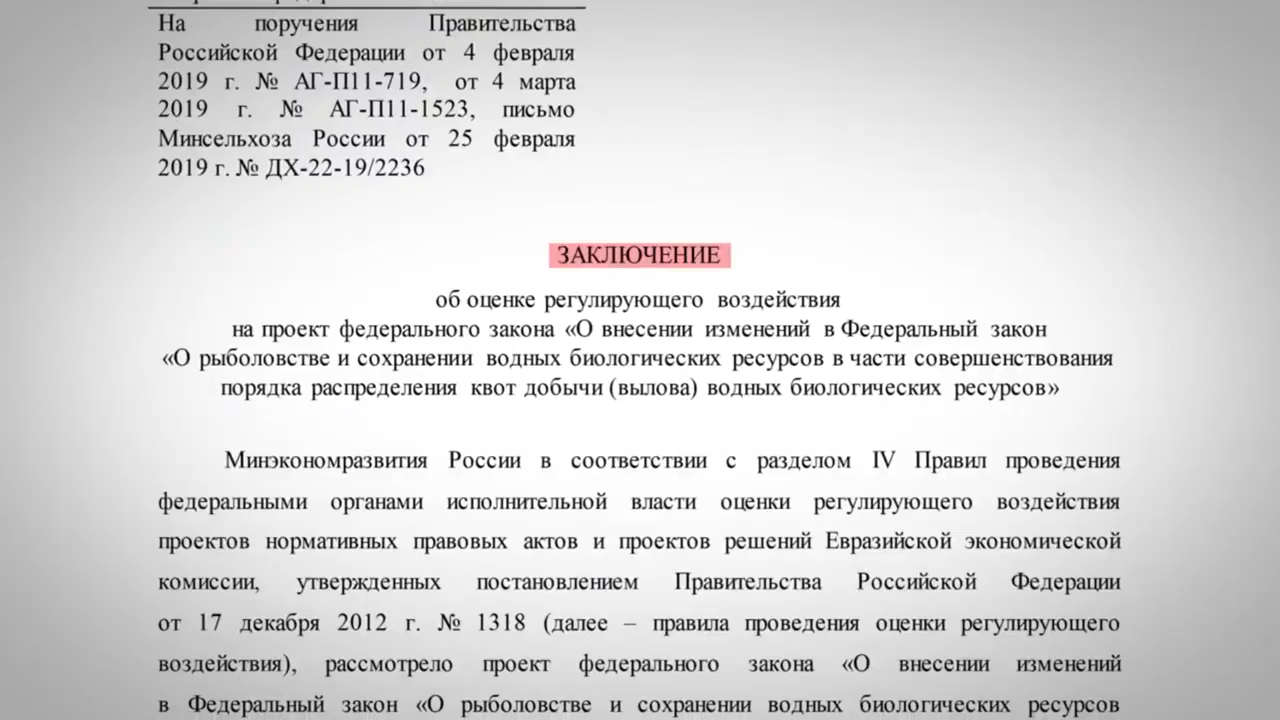 На поручения Правительства
Российской Федерации от 4 февраля
2019 г. № АГ-П11-719, от 4 марта
2019 г. № АГ-П11-1523, письмо
Минсельхоза России от 25 февраля
2019 г. № ДХ-22-19/2236
ЗАКЛЮЧЕНИЕ
об оценке регулирующего воздействия
на проект федерального закона «О внесении изменений в Федеральный закон
«О рыболовстве и сохранении водных биологических ресурсов в части совершенствования
порядка распределения квот добычи (вылова) водных биологических ресурсов»
Минэкономразвития России в соответствии с разделом IV Правил проведения
федеральными органами исполнительной власти оценки регулирующего воздействия
проектов нормативных правовых актов и проектов решений Евразийской экономической
комиссии, утвержденных постановлением Правительства Российской Федерации
от 17 декабря 2012 г. № 1318 (далее – правила проведения оценки регулирующего
воздействия), рассмотрело проект федерального закона «О внесении изменений
в Федеральный закон «О рыболовстве и сохранении водных биологических ресурсов